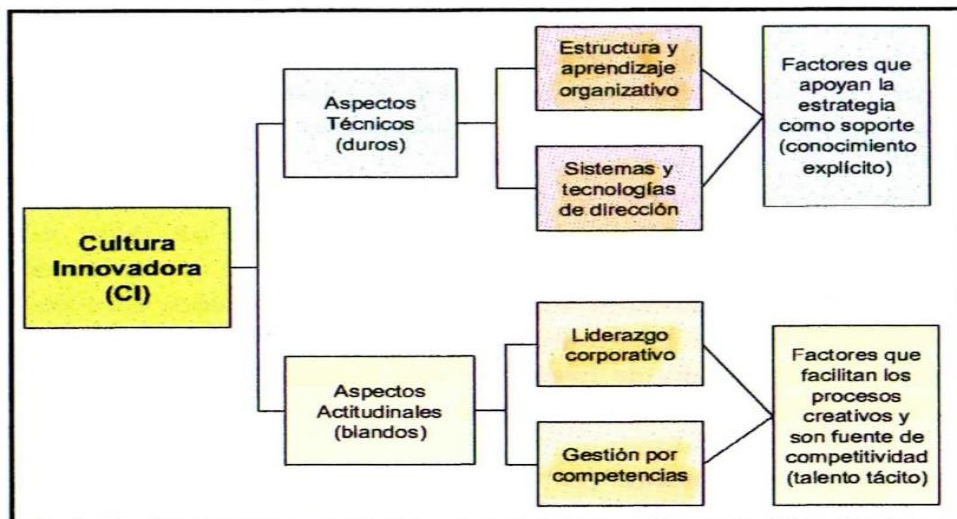 Estructura y
aprendizaje
organizativo
Factores que
apoyan la
estrategia
como soporte
(conocimiento
explícito)
Aspectos
Técnicos
(duros)
Sistemas y
tecnologías
de dirección
Cultura
Innovadora
(CI)
Liderazgo
corporativo
Factores que
facilitan los
procesos
creativos y
son fuente de
competitividad
(talento tácito)
Aspectos
Actitudinales
(blandos)
Gestión por
competencias